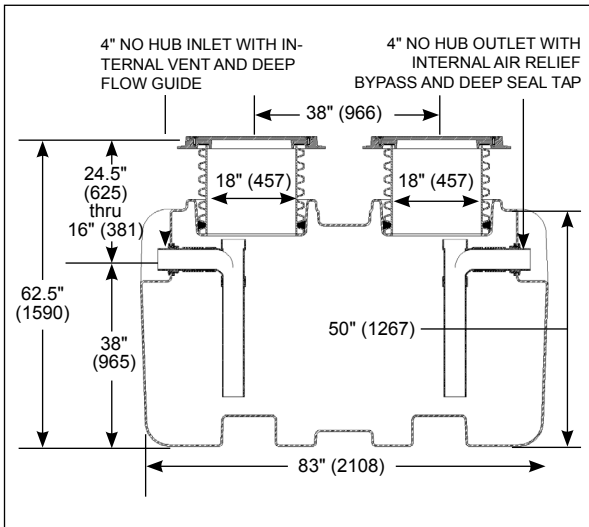 4" NO HUB INLET WITH IN-
TERNAL VENT AND DEEP
FLOW GUIDE
4" NO HUB OUTLET WITH
INTERNAL AIR RELIEF
BYPASS AND DEEP SEAL TAP
38" (966)
24.5"
(625)
thru
16" (381)
18" (457)
18" (457)
62.5"
(1590)
38"
(965)
50" (1267)
83" (2108)